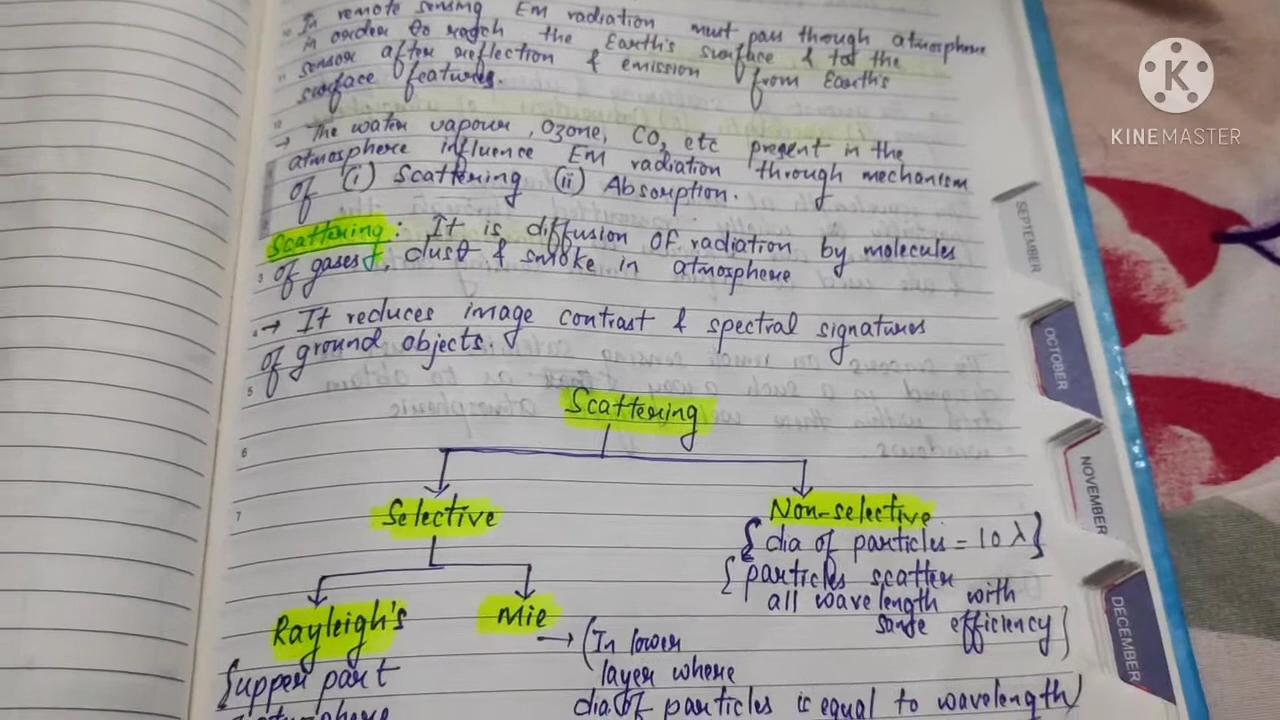 In remote sensing EM radiation must pass through atmosphere
in order to reach the Earth's surface & to the
sensor after reflection & emission from Earth's
surface features.
→ The water vapour, Ozone, CO₂ etc present in the
atmosphere influence EM radiation through mechanism
of (i) Scattering (ii) Absorption.
Scattering : It is diffusion of radiation by molecules
of gases, dust & smoke in atmosphere
→ It reduces image contrast & spectral signatures
of ground objects.
Scattering
Selective
Non-selective
{dia of particles = 10 λ}
{particles scatter
all wavelength with
same efficiency}
Rayleigh's
Mie
{upper part
→ (In lower
layer where
dia of particles is equal to wavelength)
KINEMASTER
SEPTEMBER
OCTOBER
NOVEMBER
DECEMBER
3
4
5
6
7